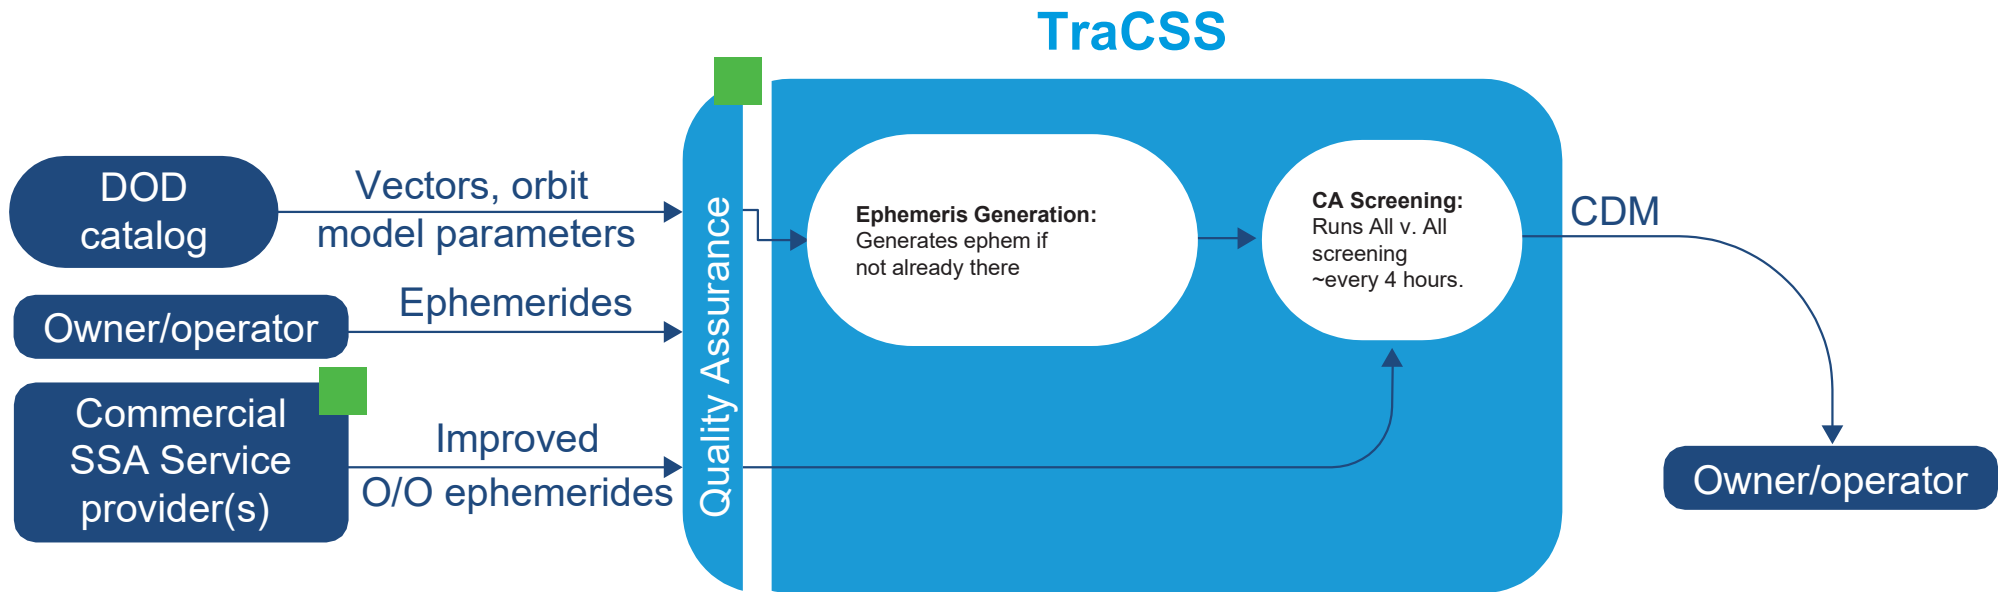 TraCSS
DOD
catalog
Vectors, orbit
model parameters
Owner/operator
Ephemerides
Commercial
SSA Service
provider(s)
Improved
O/O ephemerides
Quality Assurance
Ephemeris Generation:
Generates ephem if
not already there
CA Screening:
Runs All v. All
screening
~every 4 hours.
CDM
Owner/operator